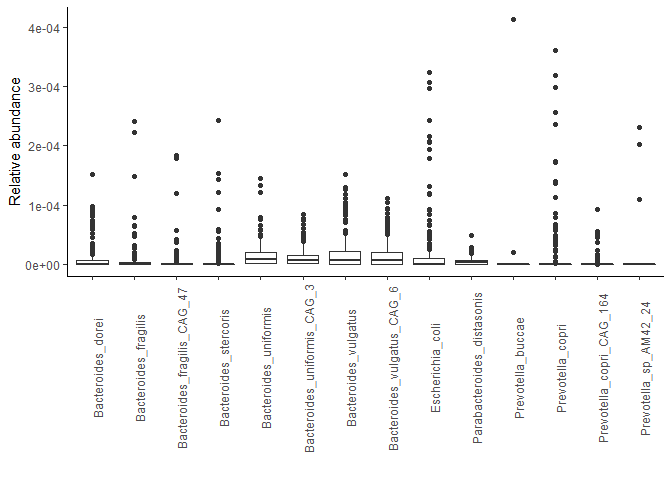 Relative abundance
4e-04
3e-04
2e-04
1e-04
0e+00
Bacteroides_dorei
Bacteroides_fragilis
Bacteroides_fragilis_CAG_47
Bacteroides_stercoris
Bacteroides_uniformis
Bacteroides_uniformis_CAG_3
Bacteroides_vulgatus
Bacteroides_vulgatus_CAG_6
Escherichia_coli
Parabacteroides_distasonis
Prevotella_buccae
Prevotella_copri
Prevotella_copri_CAG_164
Prevotella_sp_AM42_24